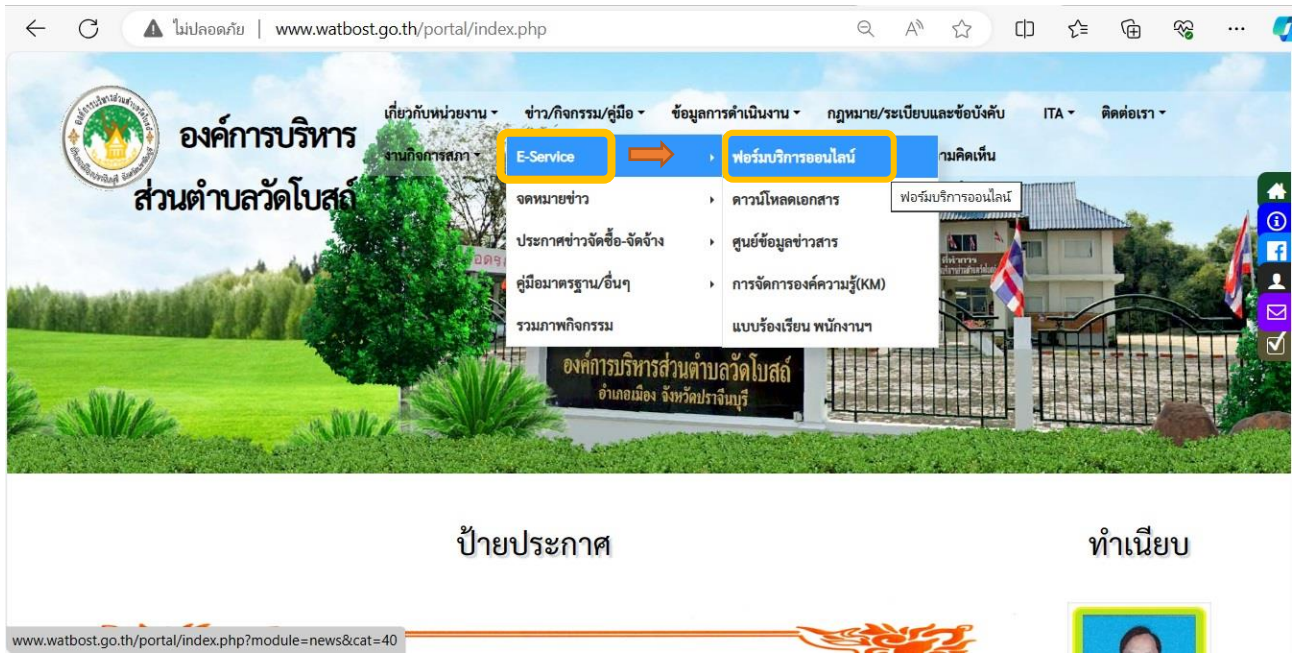 ไม่ปลอดภัย | www.watbost.go.th/portal/index.php
องค์การบริหาร
ส่วนตำบลวัดโบสถ์
เกี่ยวกับหน่วยงาน ข่าว/กิจกรรม/คู่มือ ข้อมูลการดำเนินงาน กฎหมาย/ระเบียบและข้อบังคับ ITA ติดต่อเรา
งานกิจการสภา
ามคิดเห็น
E-Service
จดหมายข่าว
ประกาศข่าวจัดซื้อ-จัดจ้าง
คู่มือมาตรฐาน/อื่นๆ
รวมภาพกิจกรรม
ฟอร์มบริการออนไลน์
ดาวน์โหลดเอกสาร
ศูนย์ข้อมูลข่าวสาร
การจัดการองค์ความรู้(KM)
แบบร้องเรียน พนักงานฯ
ฟอร์มบริการออนไลน์
ที่ทำการ
องค์การบริหารส่วนตำบลวัดโบสถ์
อำเภอเมือง จังหวัดปราจีนบุรี
ป้ายประกาศ
ทำเนียบ
www.watbost.go.th/portal/index.php?module=news&cat=40